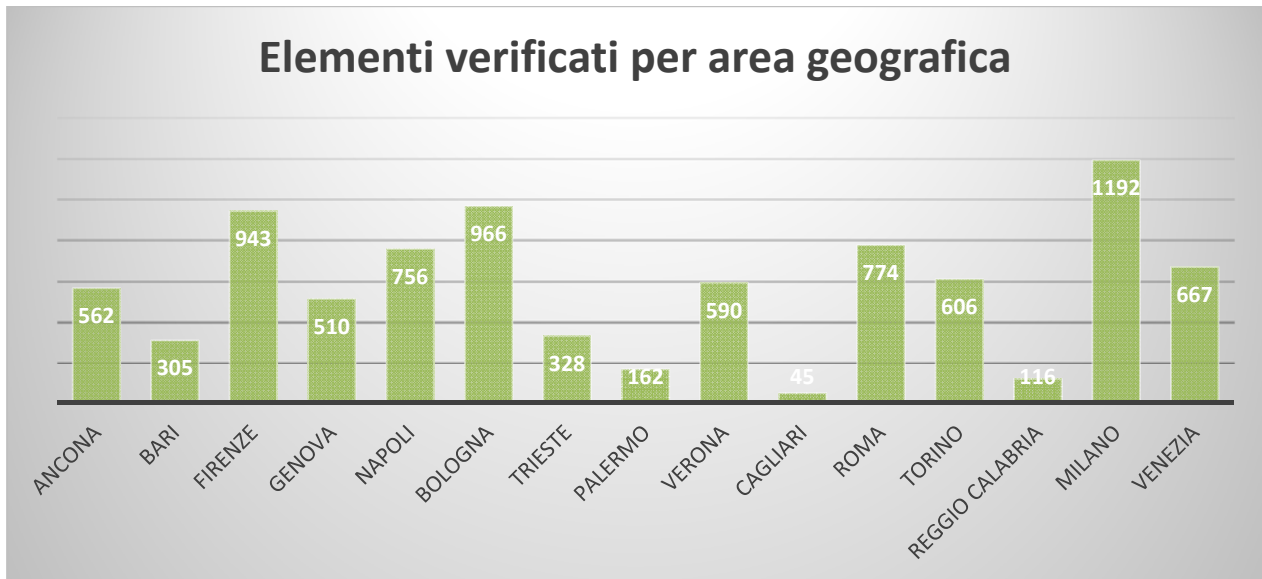 Elementi verificati per area geografica
562
305
943
510
756
966
328
162
590
45
774
606
116
1192
667
ANCONA
BARI
FIRENZE
GENOVA
NAPOLI
BOLOGNA
TRIESTE
PALERMO
VERONA
CAGLIARI
ROMA
TORINO
REGGIO CALABRIA
MILANO
VENEZIA